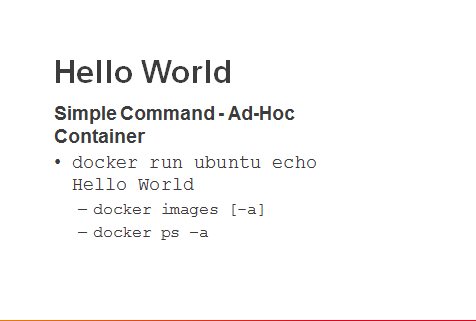 Hello World
Simple Command - Ad-Hoc
Container
• docker run ubuntu echo
Hello World
– docker images [-a]
– docker ps –a